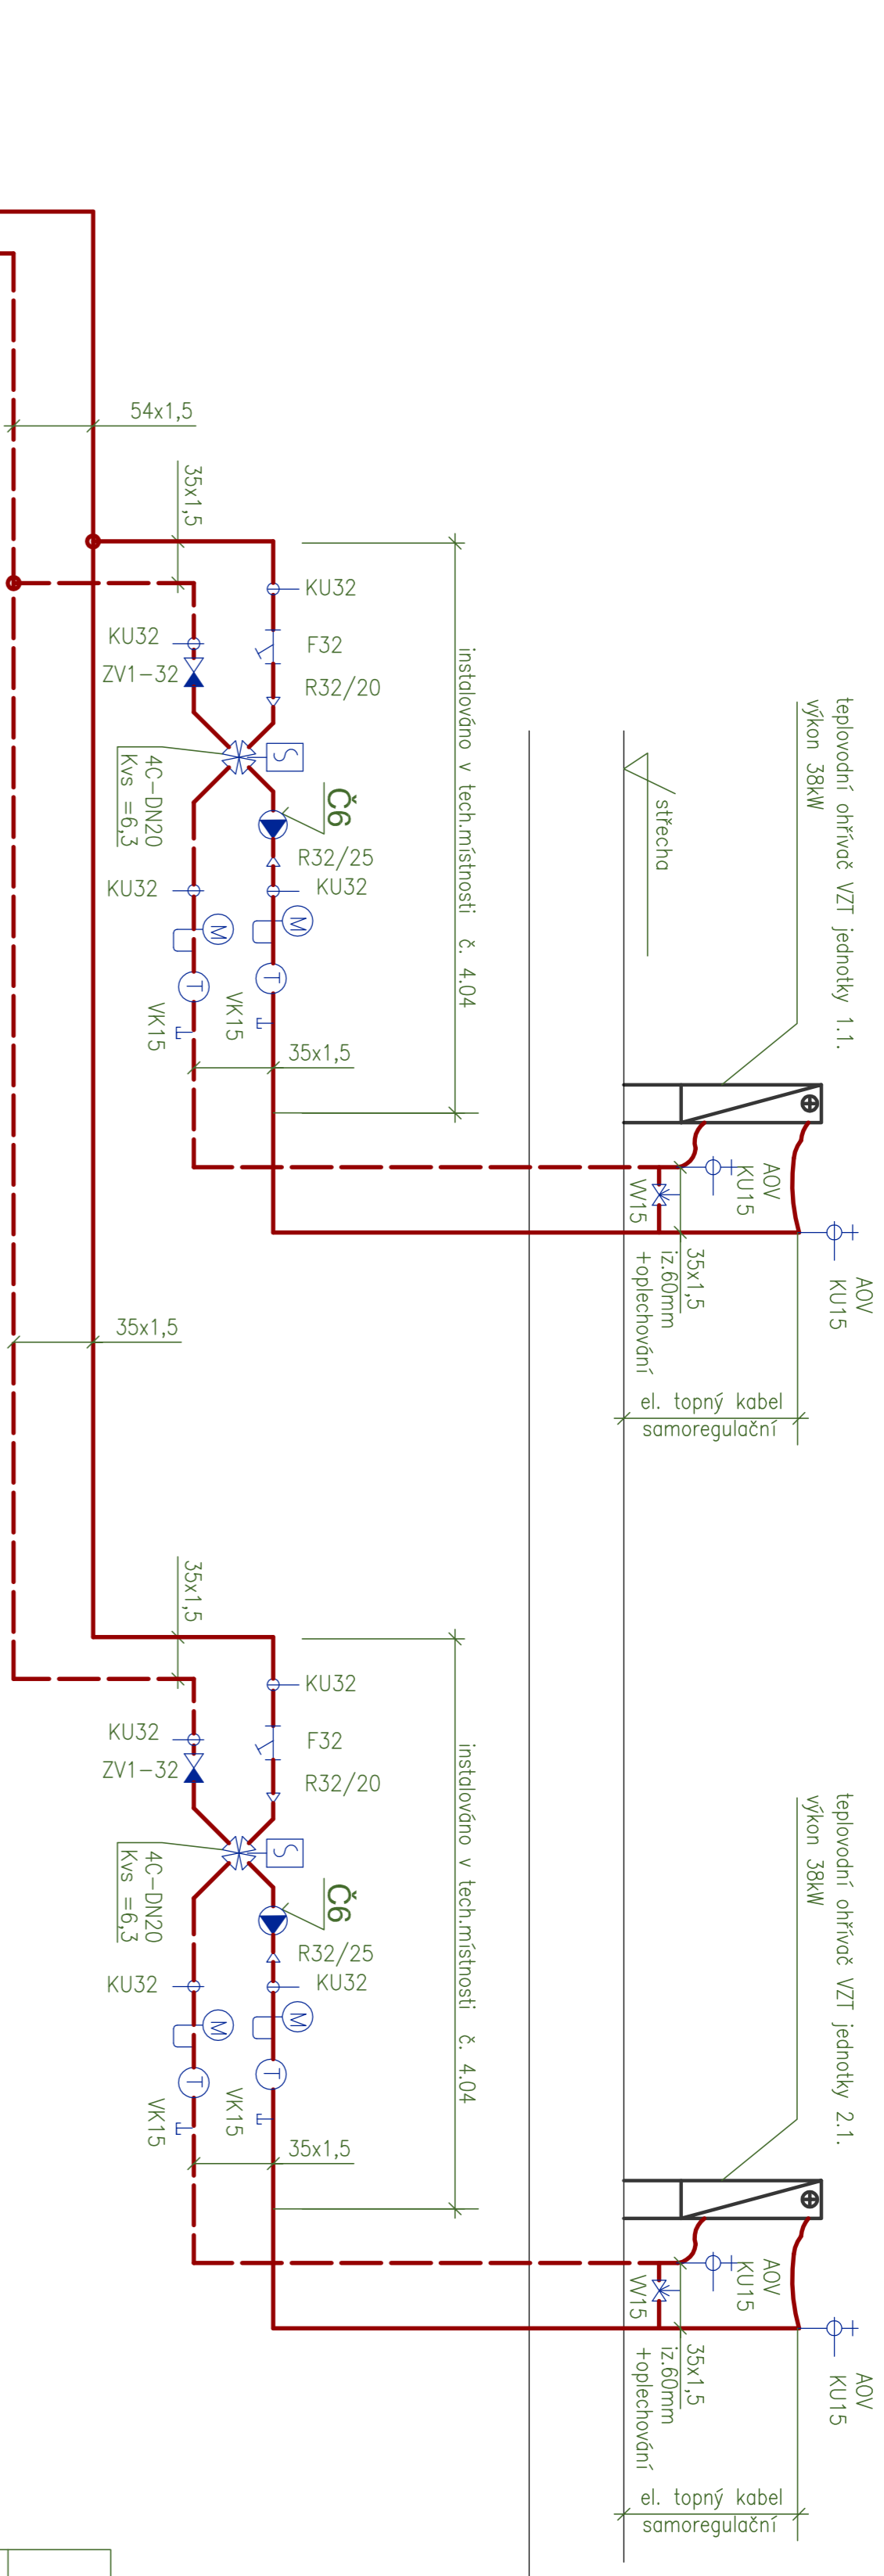 54x1,5
35x1,5
KU32
F32
R32/20
KU32
ZV1-32
4C-DN20
Kvs =6,3
Č6
R32/25
KU32
KU32
M
M
T
T
VK15
VK15
35x1,5
instalováno v tech.místnosti č. 4.04
střecha
teplovodní ohřívač VZT jednotky 1.1.
výkon 38kW
AOV
KU15
VV15
AOV
KU15
35x1,5
iz.60mm
+oplechování
el. topný kabel
samoregulační
35x1,5
35x1,5
KU32
F32
R32/20
KU32
ZV1-32
4C-DN20
Kvs =6,3
Č6
R32/25
KU32
KU32
M
M
T
T
VK15
VK15
35x1,5
instalováno v tech.místnosti č. 4.04
teplovodní ohřívač VZT jednotky 2.1.
výkon 38kW
AOV
KU15
VV15
AOV
KU15
35x1,5
iz.60mm
+oplechování
el. topný kabel
samoregulační